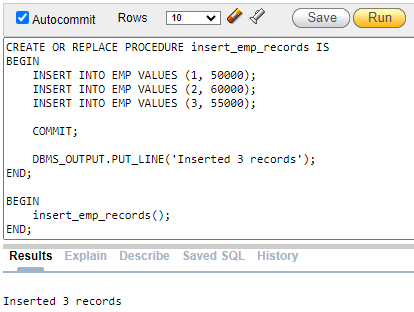 Autocommit Rows 10 Save Run
CREATE OR REPLACE PROCEDURE insert_emp_records IS
BEGIN
    INSERT INTO EMP VALUES (1, 50000);
    INSERT INTO EMP VALUES (2, 60000);
    INSERT INTO EMP VALUES (3, 55000);

    COMMIT;

    DBMS_OUTPUT.PUT_LINE('Inserted 3 records');
END;

BEGIN
    insert_emp_records();
END;
Results Explain Describe Saved SQL History
Inserted 3 records